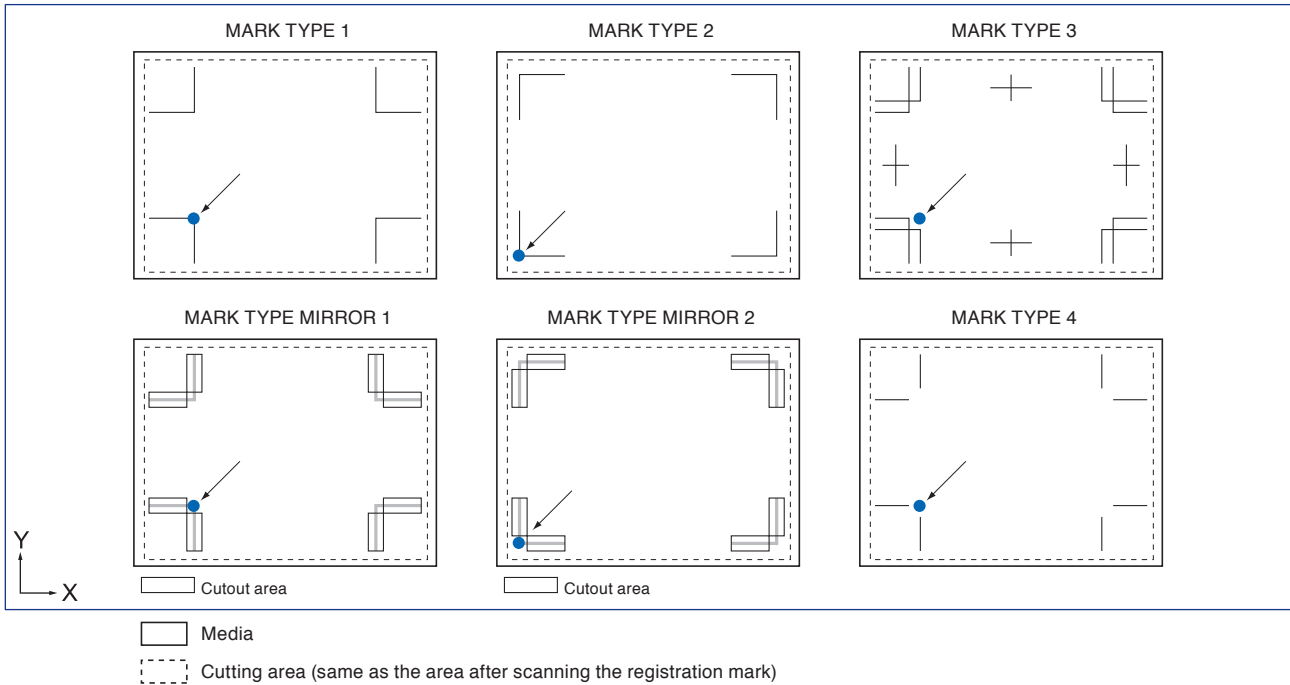 MARK TYPE 1
MARK TYPE 2
MARK TYPE 3
MARK TYPE MIRROR 1
MARK TYPE MIRROR 2
MARK TYPE 4
Y
X
Cutout area
Cutout area
Media
Cutting area (same as the area after scanning the registration mark)